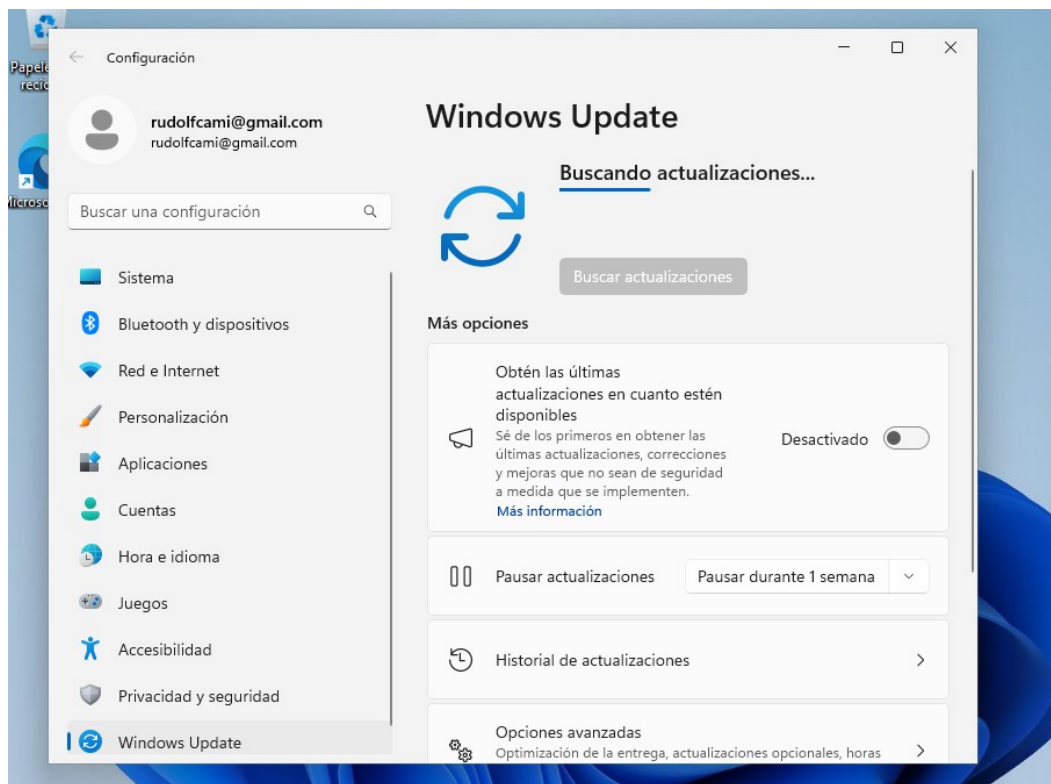 Configuración
rudolfcami@gmail.com
rudolfcami@gmail.com
Buscar una configuración
Sistema
Bluetooth y dispositivos
Red e Internet
Personalización
Aplicaciones
Cuentas
Hora e idioma
Juegos
Accesibilidad
Privacidad y seguridad
Windows Update
Windows Update
Buscando actualizaciones...
Buscar actualizaciones
Más opciones
Obtén las últimas
actualizaciones en cuanto estén
disponibles
Sé de los primeros en obtener las
últimas actualizaciones, correcciones
y mejoras que no sean de seguridad
a medida que se implementen.
Más información
Desactivado
Pausar actualizaciones
Pausar durante 1 semana
Historial de actualizaciones
Opciones avanzadas
Optimización de la entrega, actualizaciones opcionales, horas